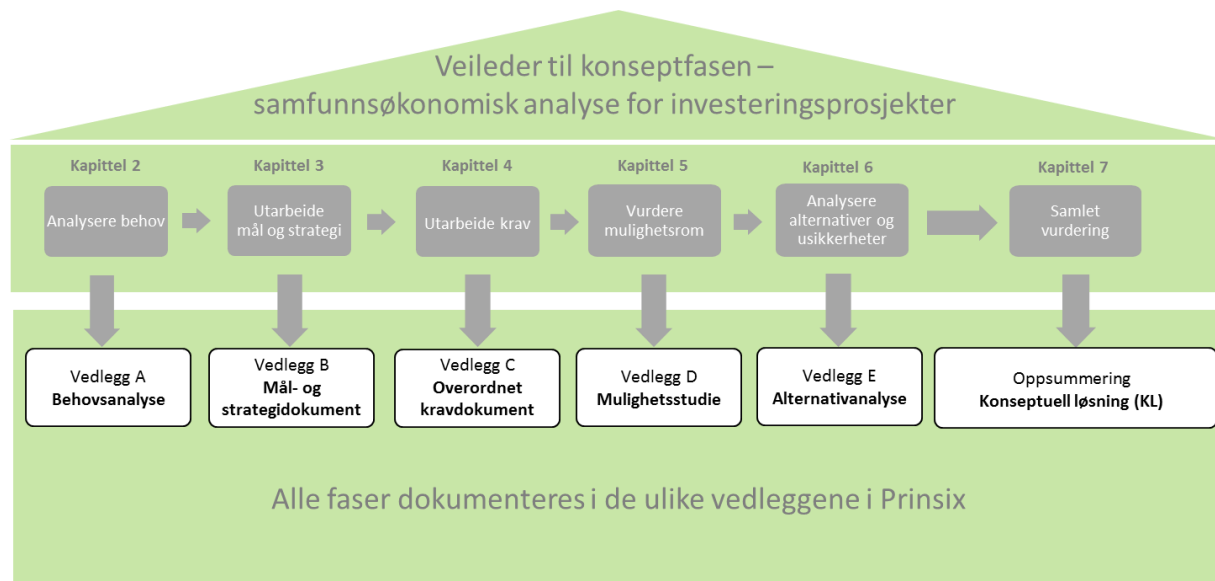 Veileder til konseptfasen –
samfunnsøkonomisk analyse for investeringsprosjekter
Kapittel 2
Kapittel 3
Kapittel 4
Kapittel 5
Kapittel 6
Kapittel 7
Analysere behov
Utarbeide
mål og strategi
Utarbeide krav
Vurdere
mulighetsrom
Analysere
alternativer og
usikkerheter
Samlet
vurdering
Vedlegg A
Behovsanalyse
Vedlegg B
Mål- og
strategidokument
Vedlegg C
Overordnet
kravdokument
Vedlegg D
Mulighetsstudie
Vedlegg E
Alternativanalyse
Oppsummering
Konseptuell løsning (KL)
Alle faser dokumenteres i de ulike vedleggene i Prinsix